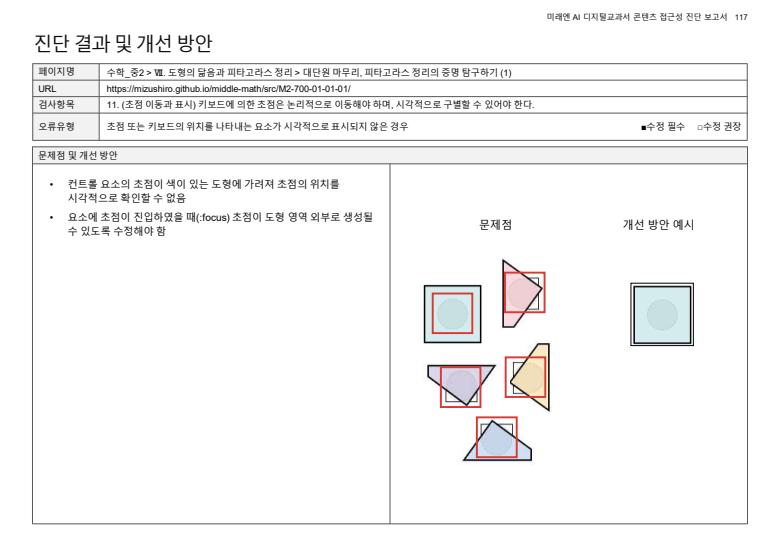 미래엔 AI 디지털교과서 콘텐츠 접근성 진단 보고서 117
진단 결과 및 개선 방안
페이지명 수학_중2 > Ⅶ. 도형의 닮음과 피타고라스 정리 > 대단원 마무리, 피타고라스 정리의 증명 탐구하기 (1)
URL https://mizushiro.github.io/middle-math/src/M2-700-01-01-01/
검사항목 11. (초점 이동과 표시) 키보드에 의한 초점은 논리적으로 이동해야 하며, 시각적으로 구별할 수 있어야 한다.
오류유형 초점 또는 키보드의 위치를 나타내는 요소가 시각적으로 표시되지 않은 경우 ■수정 필수 □수정 권장
문제점 및 개선 방안
• 컨트롤 요소의 초점이 색이 있는 도형에 가려져 초점의 위치를
시각적으로 확인할 수 없음
• 요소에 초점이 진입하였을 때(:focus) 초점이 도형 영역 외부로 생성될
수 있도록 수정해야 함
문제점 개선 방안 예시